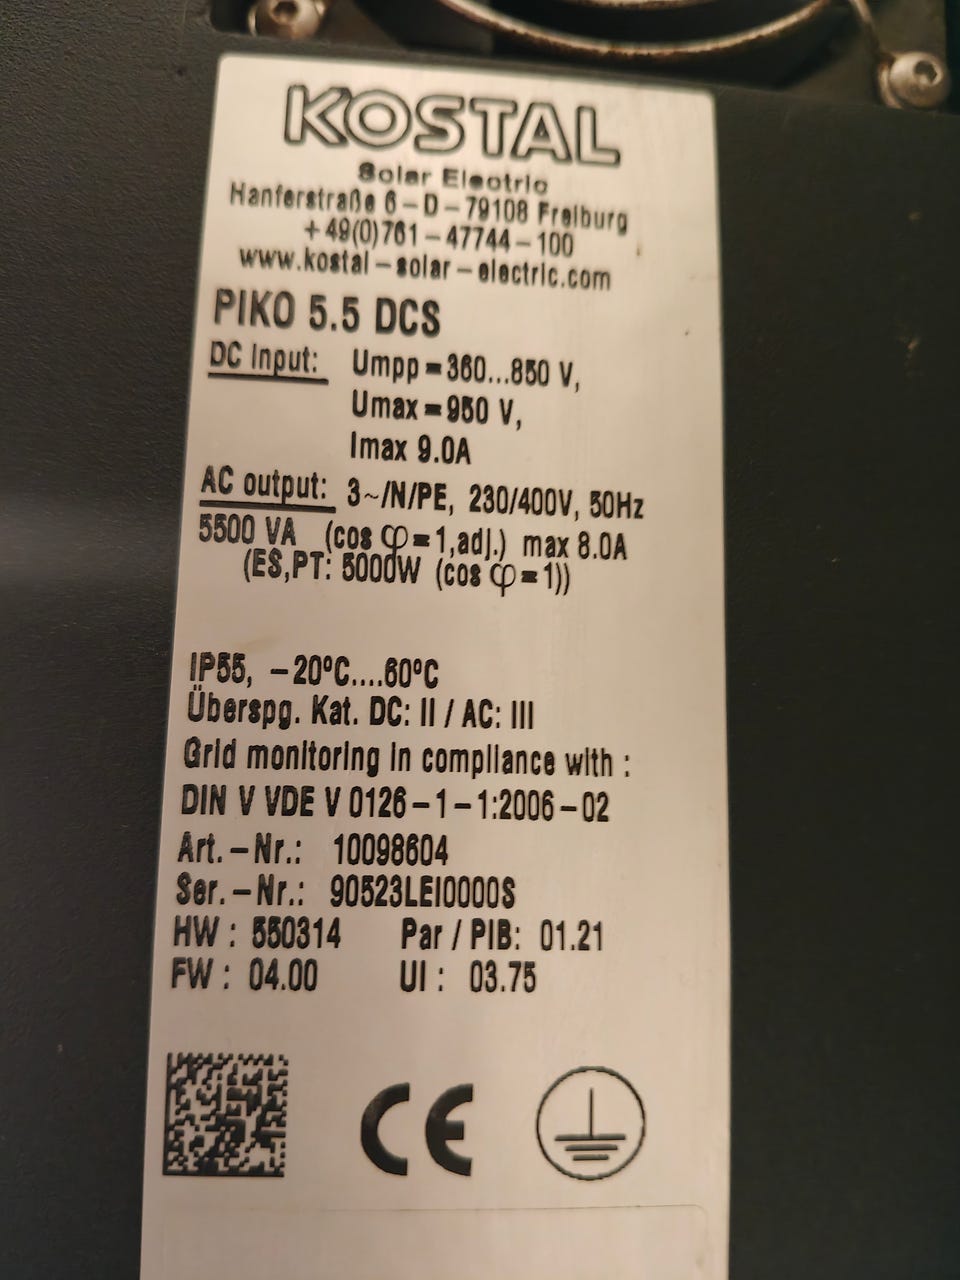 KOSTAL
Solar Electric
Hanferstraße 6-D-79108 Freiburg
+49(0)761-47744-100
www.kostal-solar-electric.com
PIKO 5.5 DCS
DC Input: Umpp=360...850 V,
Umax=950 V,
Imax 9.0A
AC output: 3~/N/PE, 230/400V, 50Hz
5500 VA (cos φ=1,adj.) max 8.0A
(ES,PT: 5000W (cos φ=1))
IP55, -20°C....60°C
Überspg. Kat. DC: II / AC: III
Grid monitoring in compliance with :
DIN V VDE V 0126-1-1:2006-02
Art.-Nr.: 10098604
Ser.-Nr.: 90523LEI0000S
HW : 550314 Par / PIB: 01.21
FW : 04.00 UI : 03.75
CE